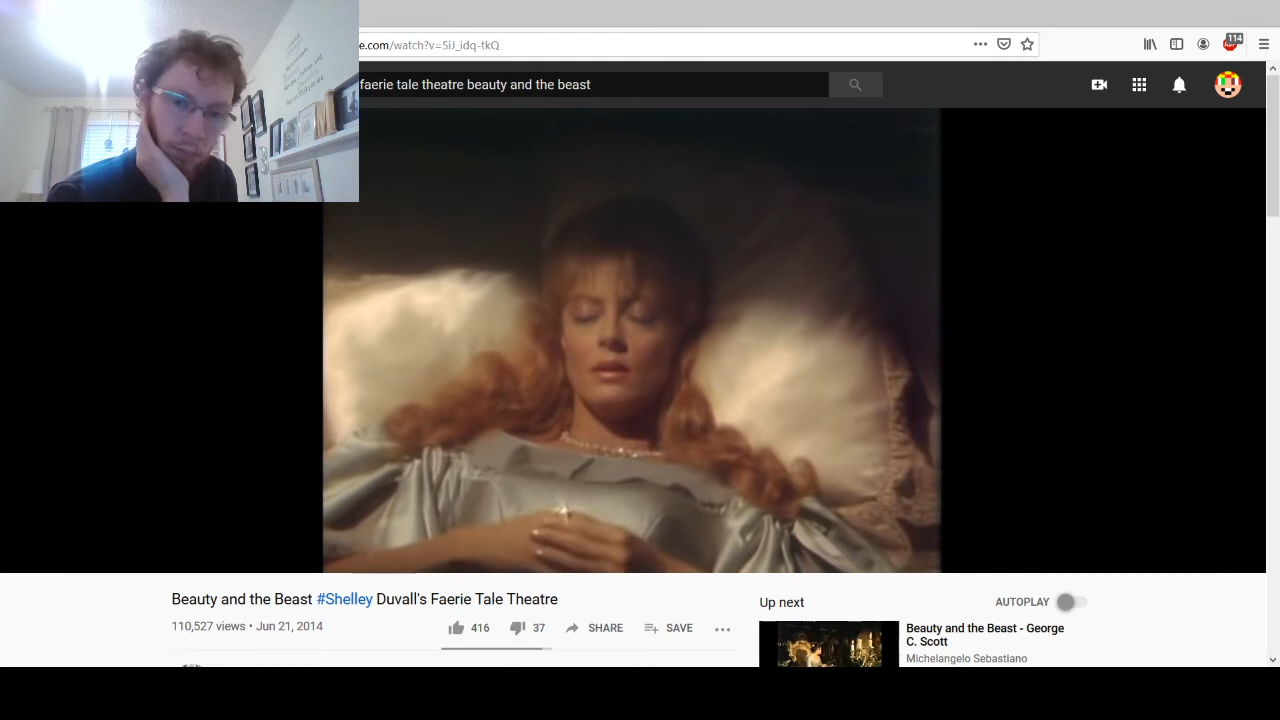 e.com/watch?v=5iJ_idq-tkQ
114
faerie tale theatre beauty and the beast
Beauty and the Beast #Shelley Duvall's Faerie Tale Theatre
110,527 views • Jun 21, 2014
416
37
SHARE
SAVE
Up next
AUTOPLAY
Beauty and the Beast - George
C. Scott
Michelangelo Sebastiano